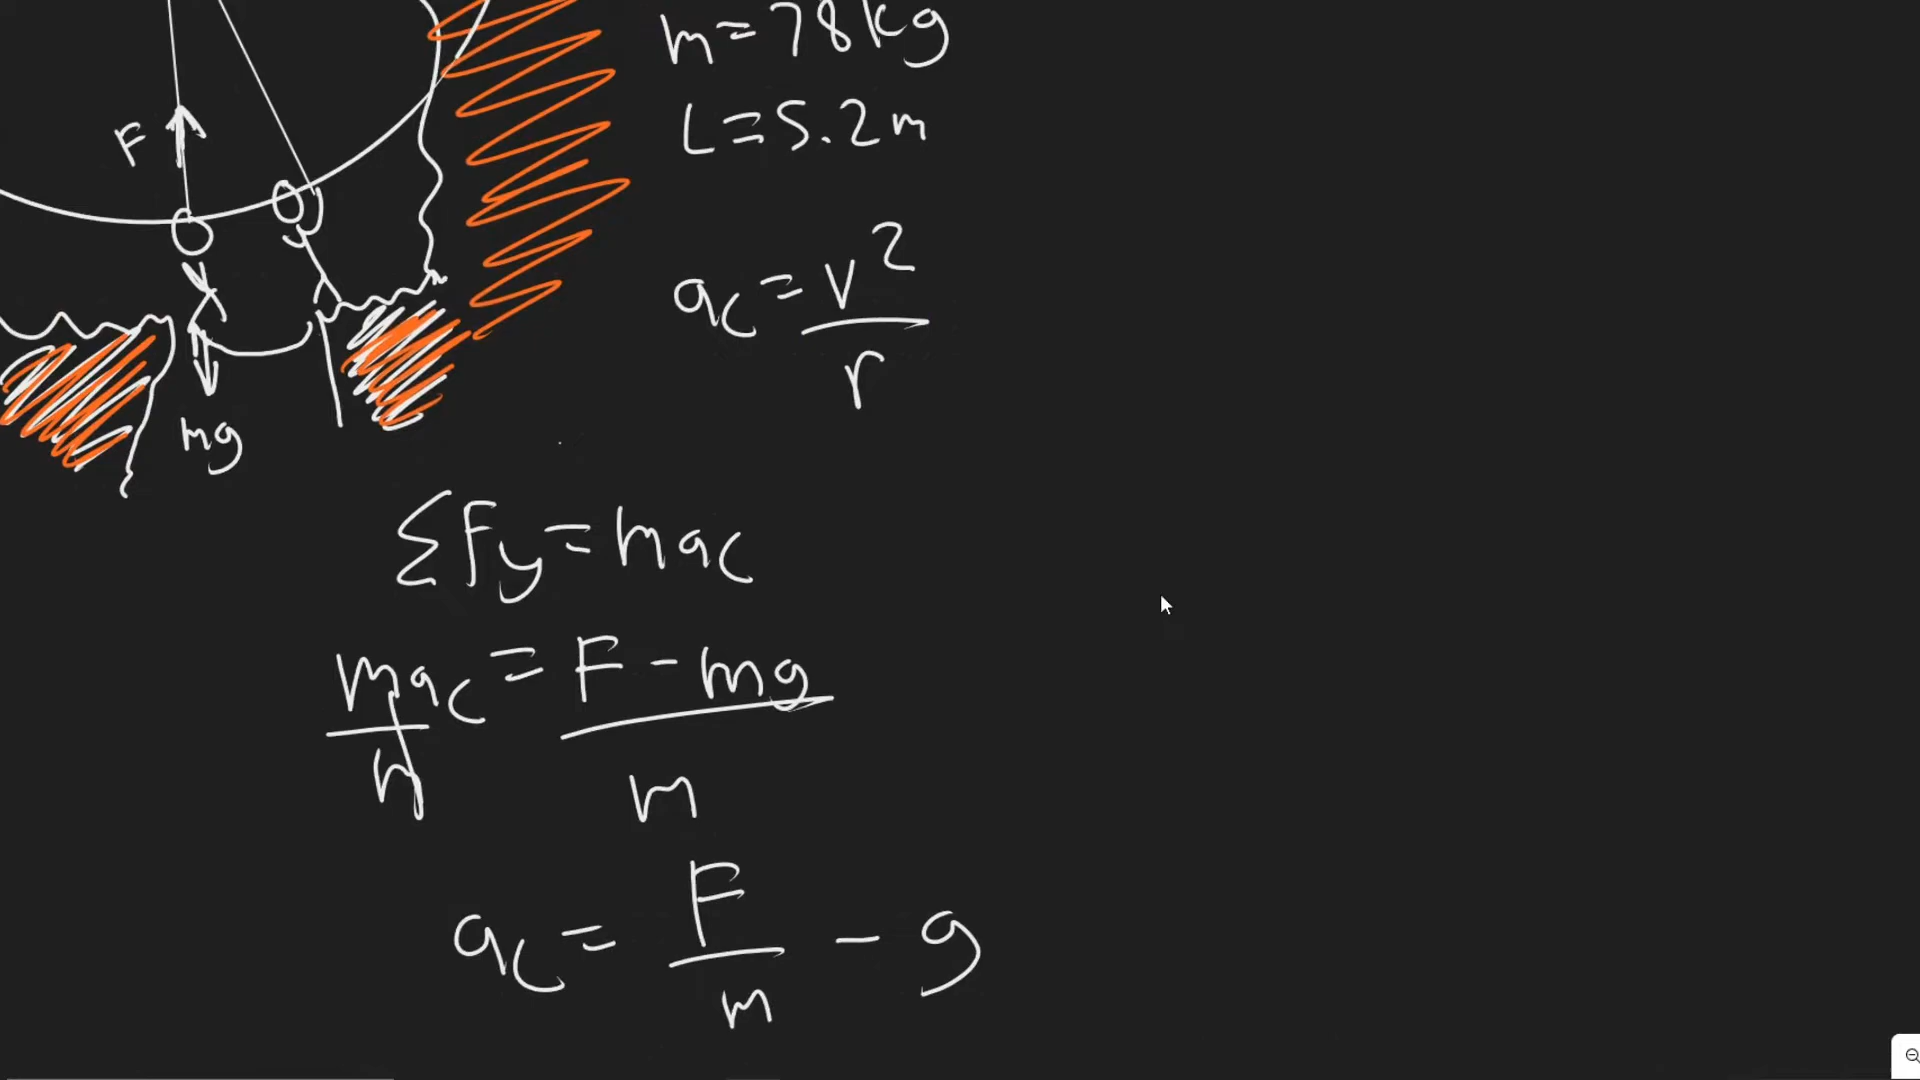 m=78kg
L=5.2m
F
ac=v²/r
mg
ΣFy=mac
mac/m=F-mg/m
ac=F/m-g